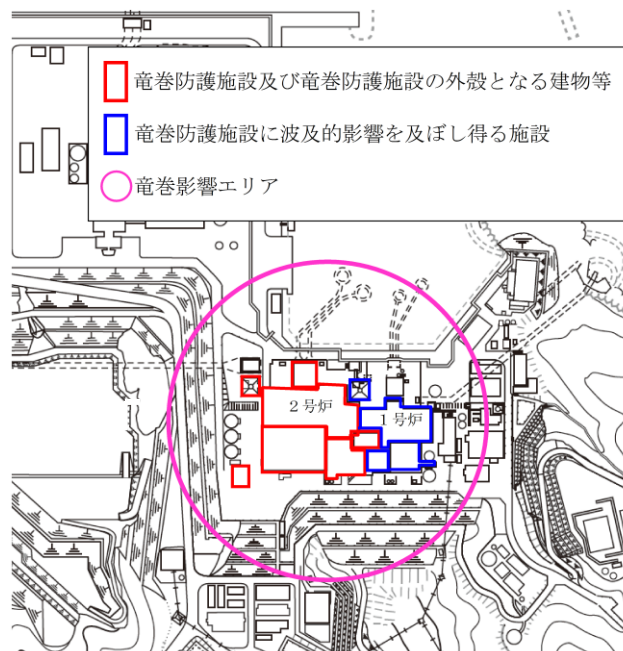 竜巻防護施設及び竜巻防護施設の外殻となる建物等
竜巻防護施設に波及的影響を及ぼし得る施設
竜巻影響エリア
2号炉
1号炉